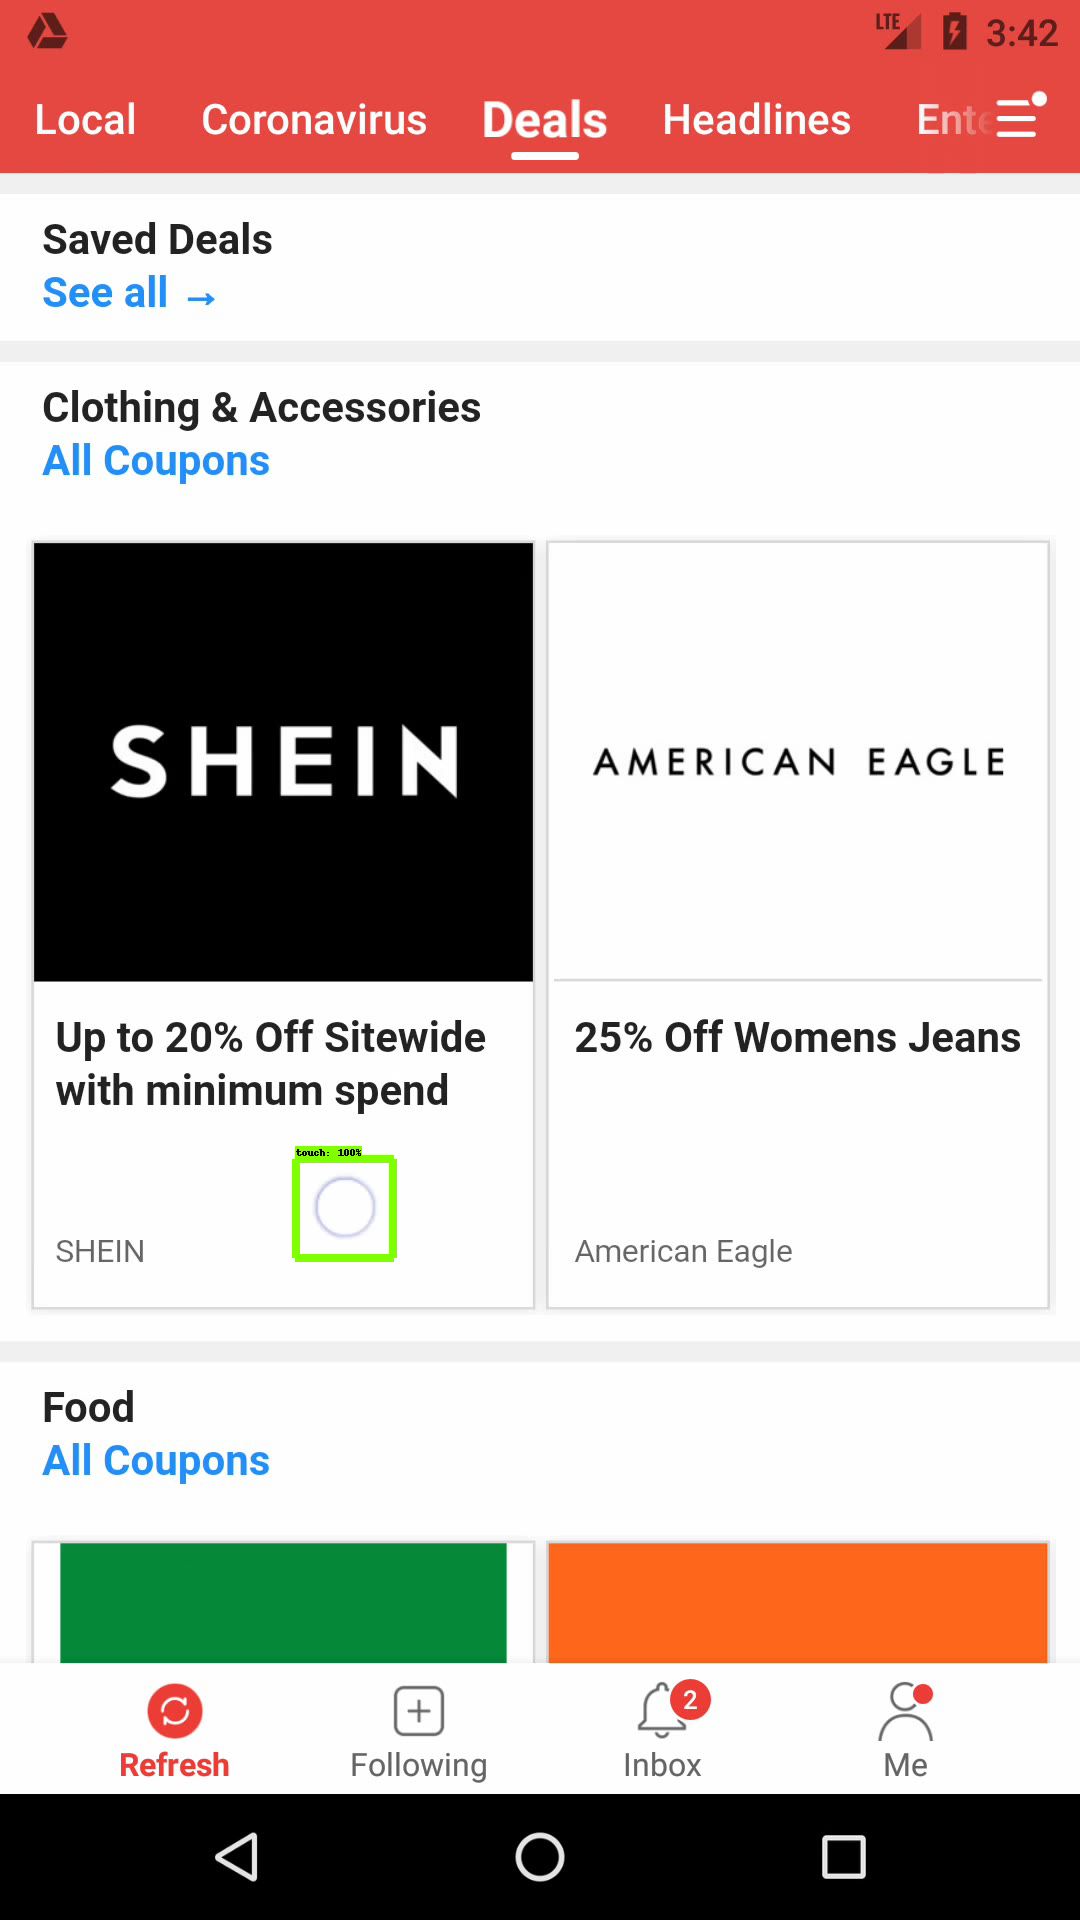 LTE 3:42
Local Coronavirus Deals Headlines Ente
Saved Deals
See all →
Clothing & Accessories
All Coupons
SHEIN
AMERICAN EAGLE
Up to 20% Off Sitewide
with minimum spend
25% Off Womens Jeans
touch: 100%
SHEIN
American Eagle
Food
All Coupons
2
Refresh Following Inbox Me